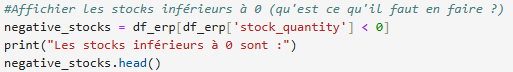 #Affichier les stocks inférieurs à 0 (qu'est ce qu'il faut en faire ?)
negative_stocks = df_erp[df_erp['stock_quantity'] < 0]
print("Les stocks inférieurs à 0 sont :")
negative_stocks.head()